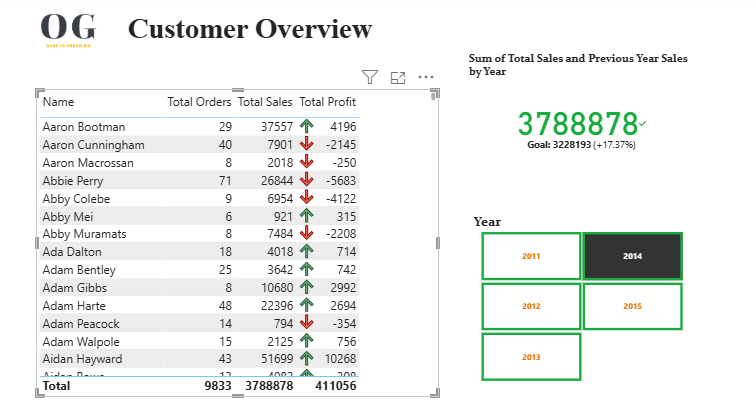 OG
DARE TO DREAM BIG
Customer Overview
Sum of Total Sales and Previous Year Sales
by Year
3788878
Goal: 3228193 (+17.37%)
Year
2011
2014
2012
2015
2013
Name Total Orders Total Sales Total Profit
Aaron Bootman 29 37557 4196
Aaron Cunningham 40 7901 -2145
Aaron Macrossan 8 2018 -250
Abbie Perry 71 26844 -5683
Abby Colebe 9 6954 -4122
Abby Mei 6 921 315
Abby Muramats 8 7484 -2208
Ada Dalton 18 4018 714
Adam Bentley 25 3642 742
Adam Gibbs 8 10680 2992
Adam Harte 48 22396 2694
Adam Peacock 14 794 -354
Adam Walpole 15 2125 756
Aidan Hayward 43 51699 10268
Total 9833 3788878 411056